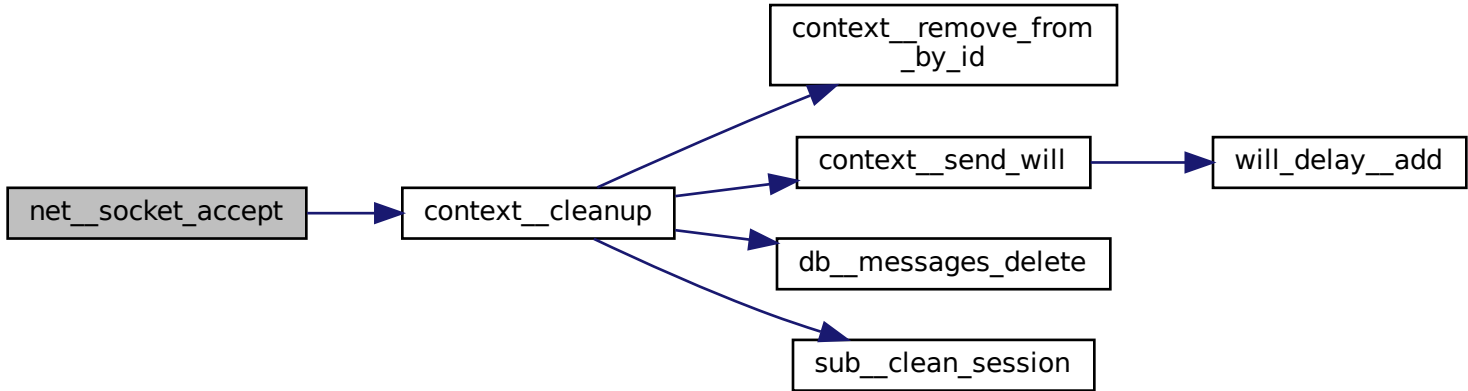 context__remove_from
_by_id
context__send_will
will_delay__add
net__socket_accept
context__cleanup
db__messages_delete
sub__clean_session